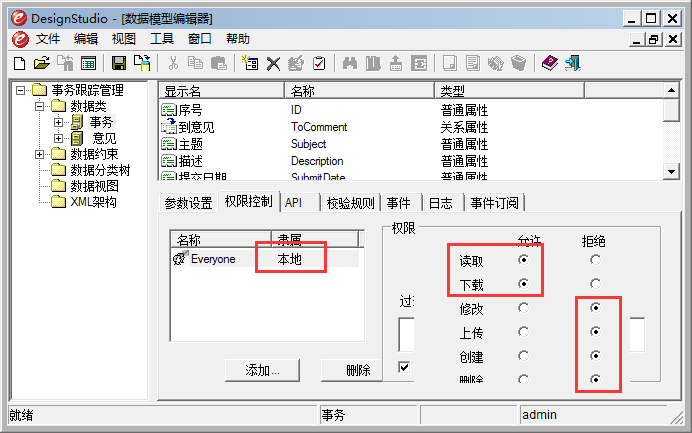 DesignStudio - [数据模型编辑器]
文件 编辑 视图 工具 窗口 帮助
事务跟踪管理
数据类
事务
意见
数据约束
数据分类树
数据视图
XML架构
显示名 名称 类型
序号 ID 普通属性
到意见 ToComment 关系属性
主题 Subject 普通属性
描述 Description 普通属性
提交日期 SubmitDate 普通属性
参数设置 权限控制 API 校验规则 事件 日志 事件订阅
名称 隶属
Everyone 本地
添加... 删除
权限
允许 拒绝
读取
下载
修改
上传
创建
删除
就绪 事务 admin